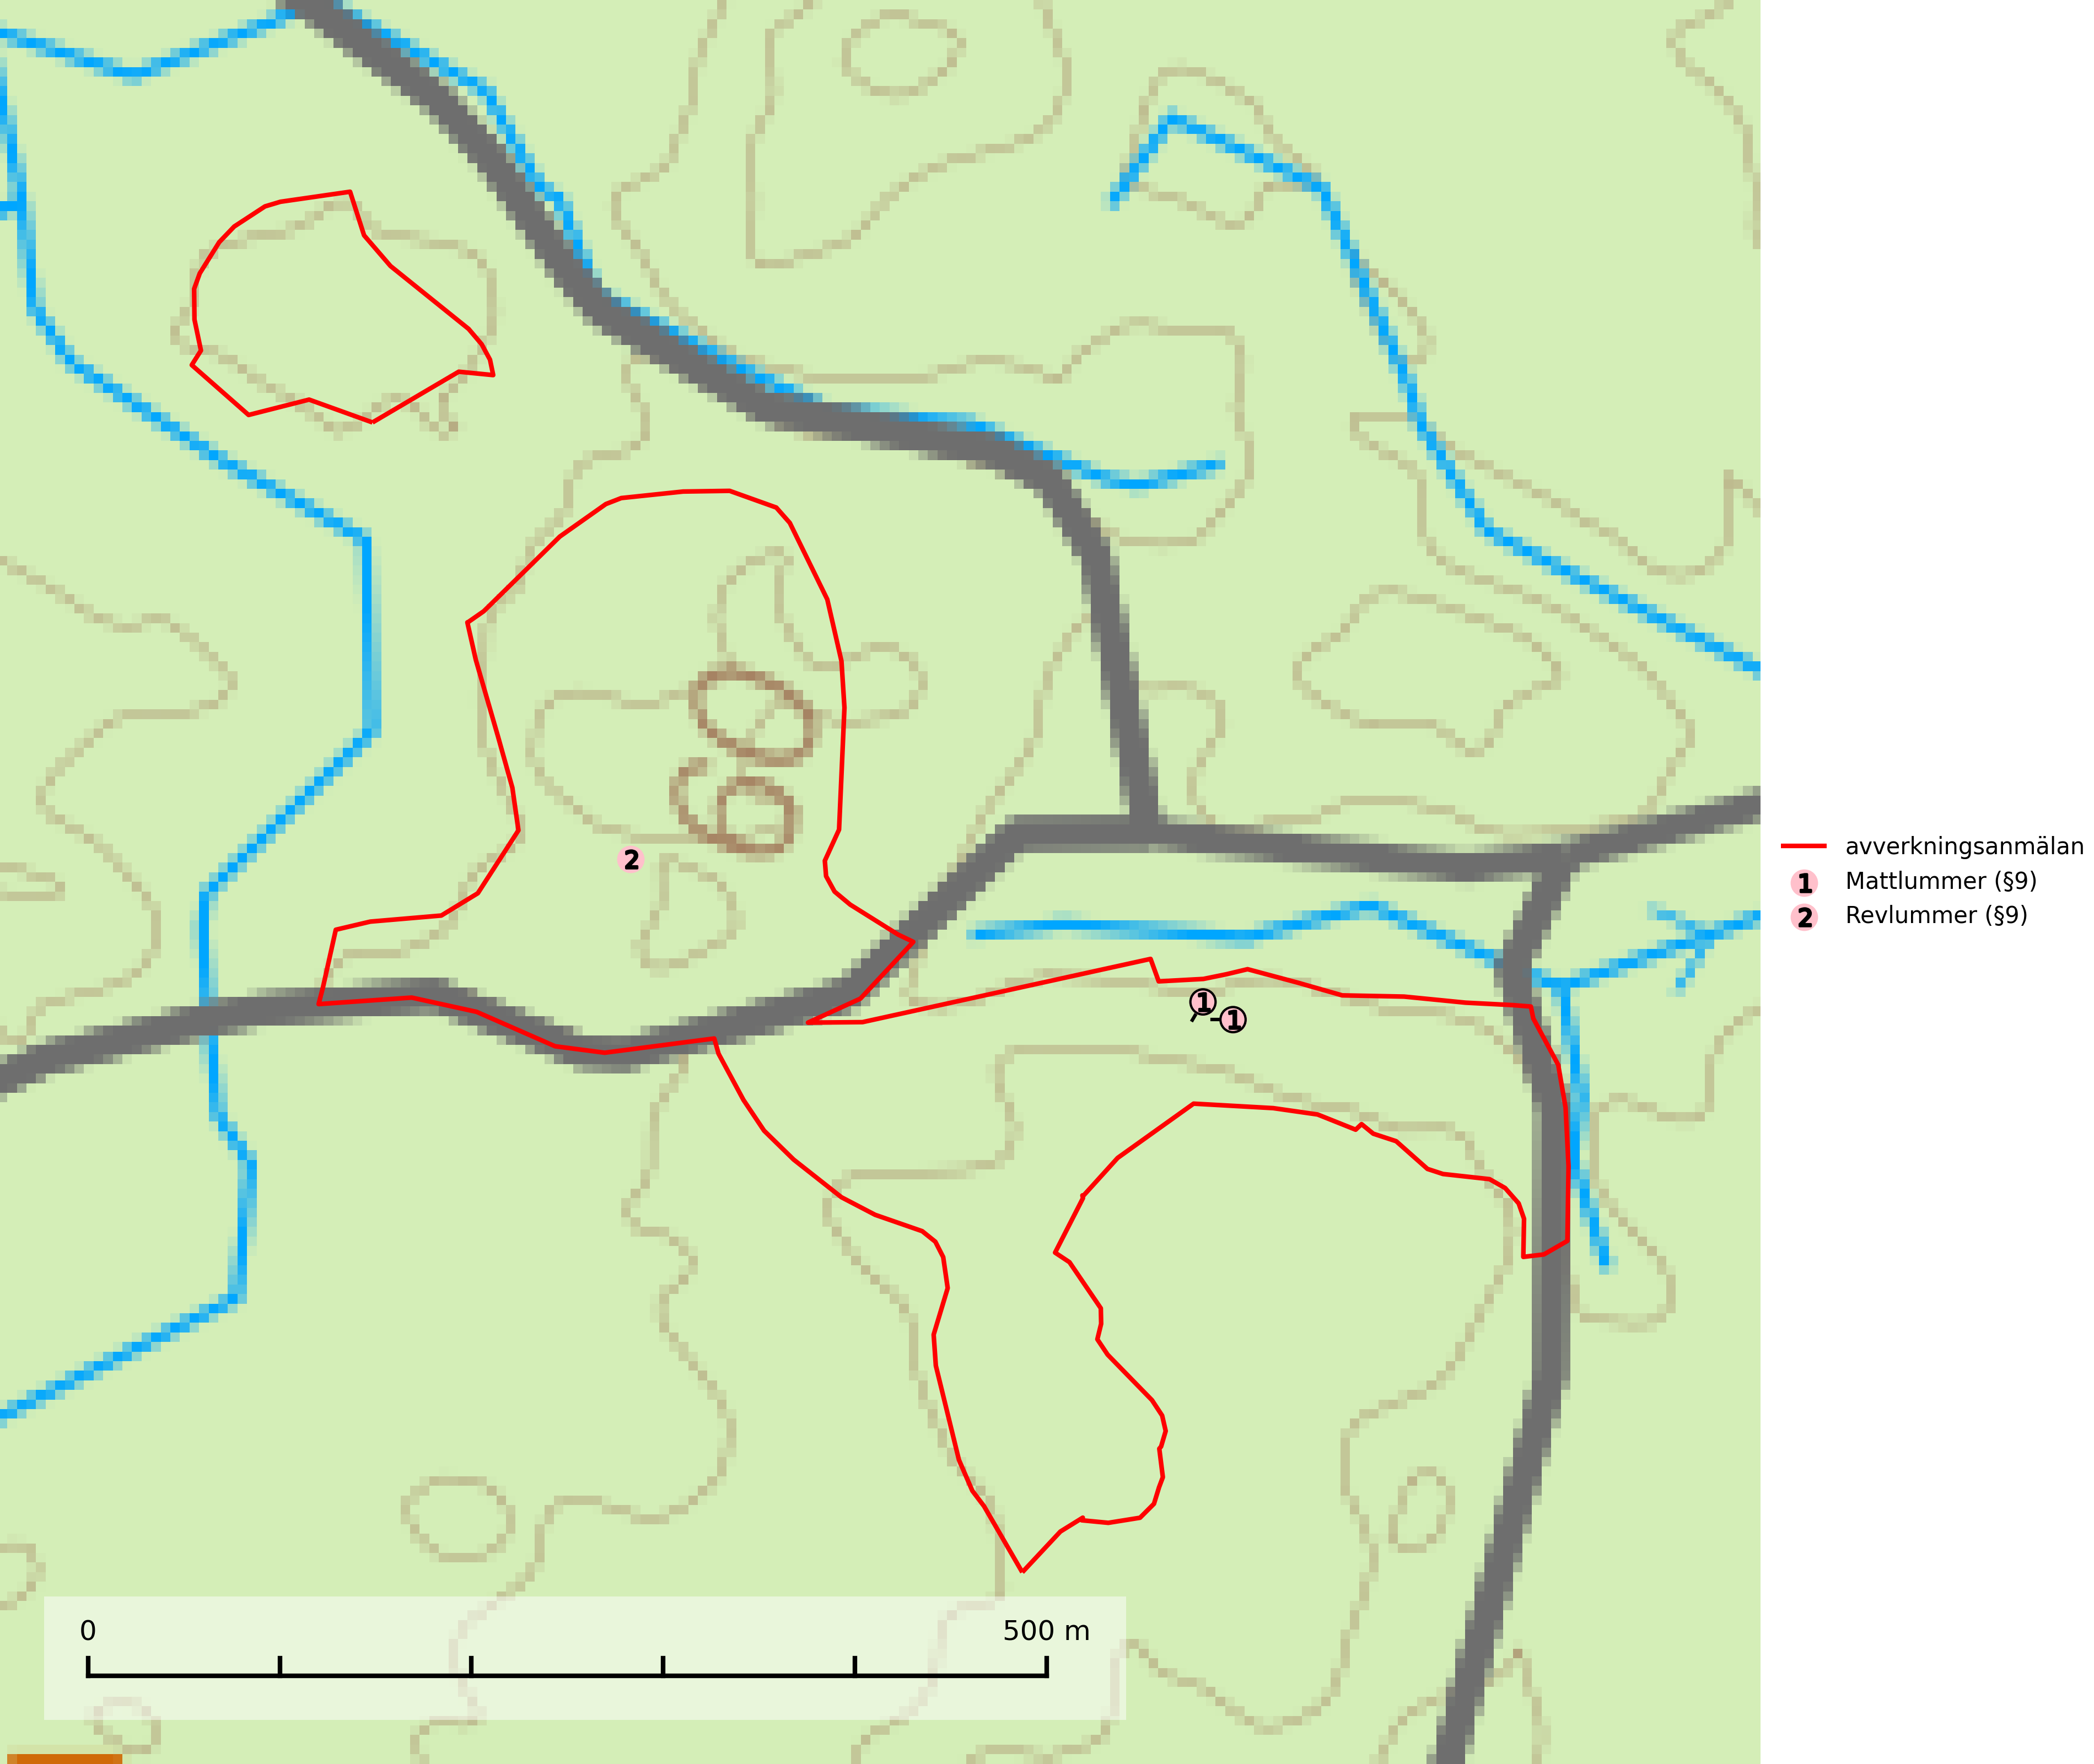 2
1
1
avverkningsanmälan
1 Mattlummer (§9)
2 Revlummer (§9)
0 500 m